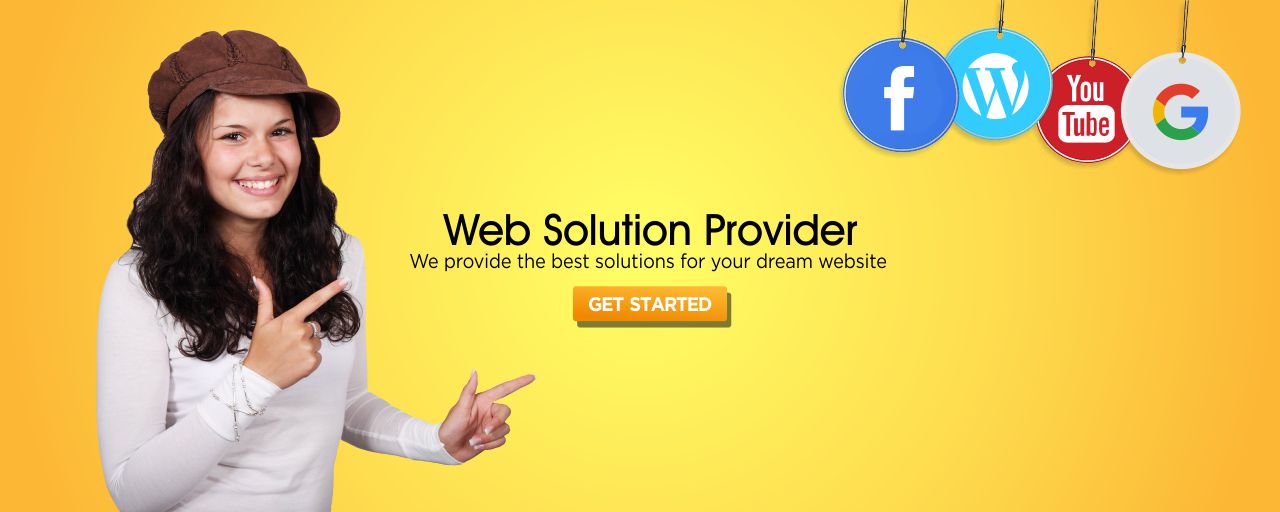 f
W
You
Tube
G
Web Solution Provider
We provide the best solutions for your dream website
GET STARTED